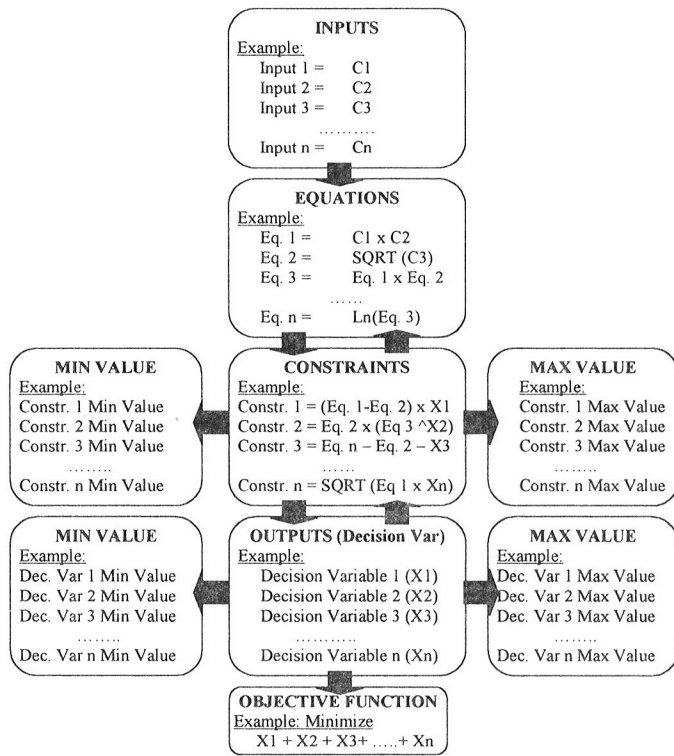 INPUTS
Example:
Input 1 = C1
Input 2 = C2
Input 3 = C3
……….
Input n = Cn
EQUATIONS
Example:
Eq. 1 = C1 x C2
Eq. 2 = SQRT (C3)
Eq. 3 = Eq. 1 x Eq. 2
……
Eq. n = Ln(Eq. 3)
MIN VALUE
Example:
Constr. 1 Min Value
Constr. 2 Min Value
Constr. 3 Min Value
……..
Constr. n Min Value
CONSTRAINTS
Example:
Constr. 1 = (Eq. 1-Eq. 2) x X1
Constr. 2 = Eq. 2 x (Eq 3 ^X2)
Constr. 3 = Eq. n – Eq. 2 – X3
……
Constr. n = SQRT (Eq 1 x Xn)
MAX VALUE
Example:
Constr. 1 Max Value
Constr. 2 Max Value
Constr. 3 Max Value
……..
Constr. n Max Value
MIN VALUE
Example:
Dec. Var 1 Min Value
Dec. Var 2 Min Value
Dec. Var 3 Min Value
……..
Dec. Var n Min Value
OUTPUTS (Decision Var)
Example:
Decision Variable 1 (X1)
Decision Variable 2 (X2)
Decision Variable 3 (X3)
………..
Decision Variable n (Xn)
MAX VALUE
Example:
Dec. Var 1 Max Value
Dec. Var 2 Max Value
Dec. Var 3 Max Value
……..
Dec. Var n Max Value
OBJECTIVE FUNCTION
Example: Minimize
X1 + X2 + X3+ …..+ Xn